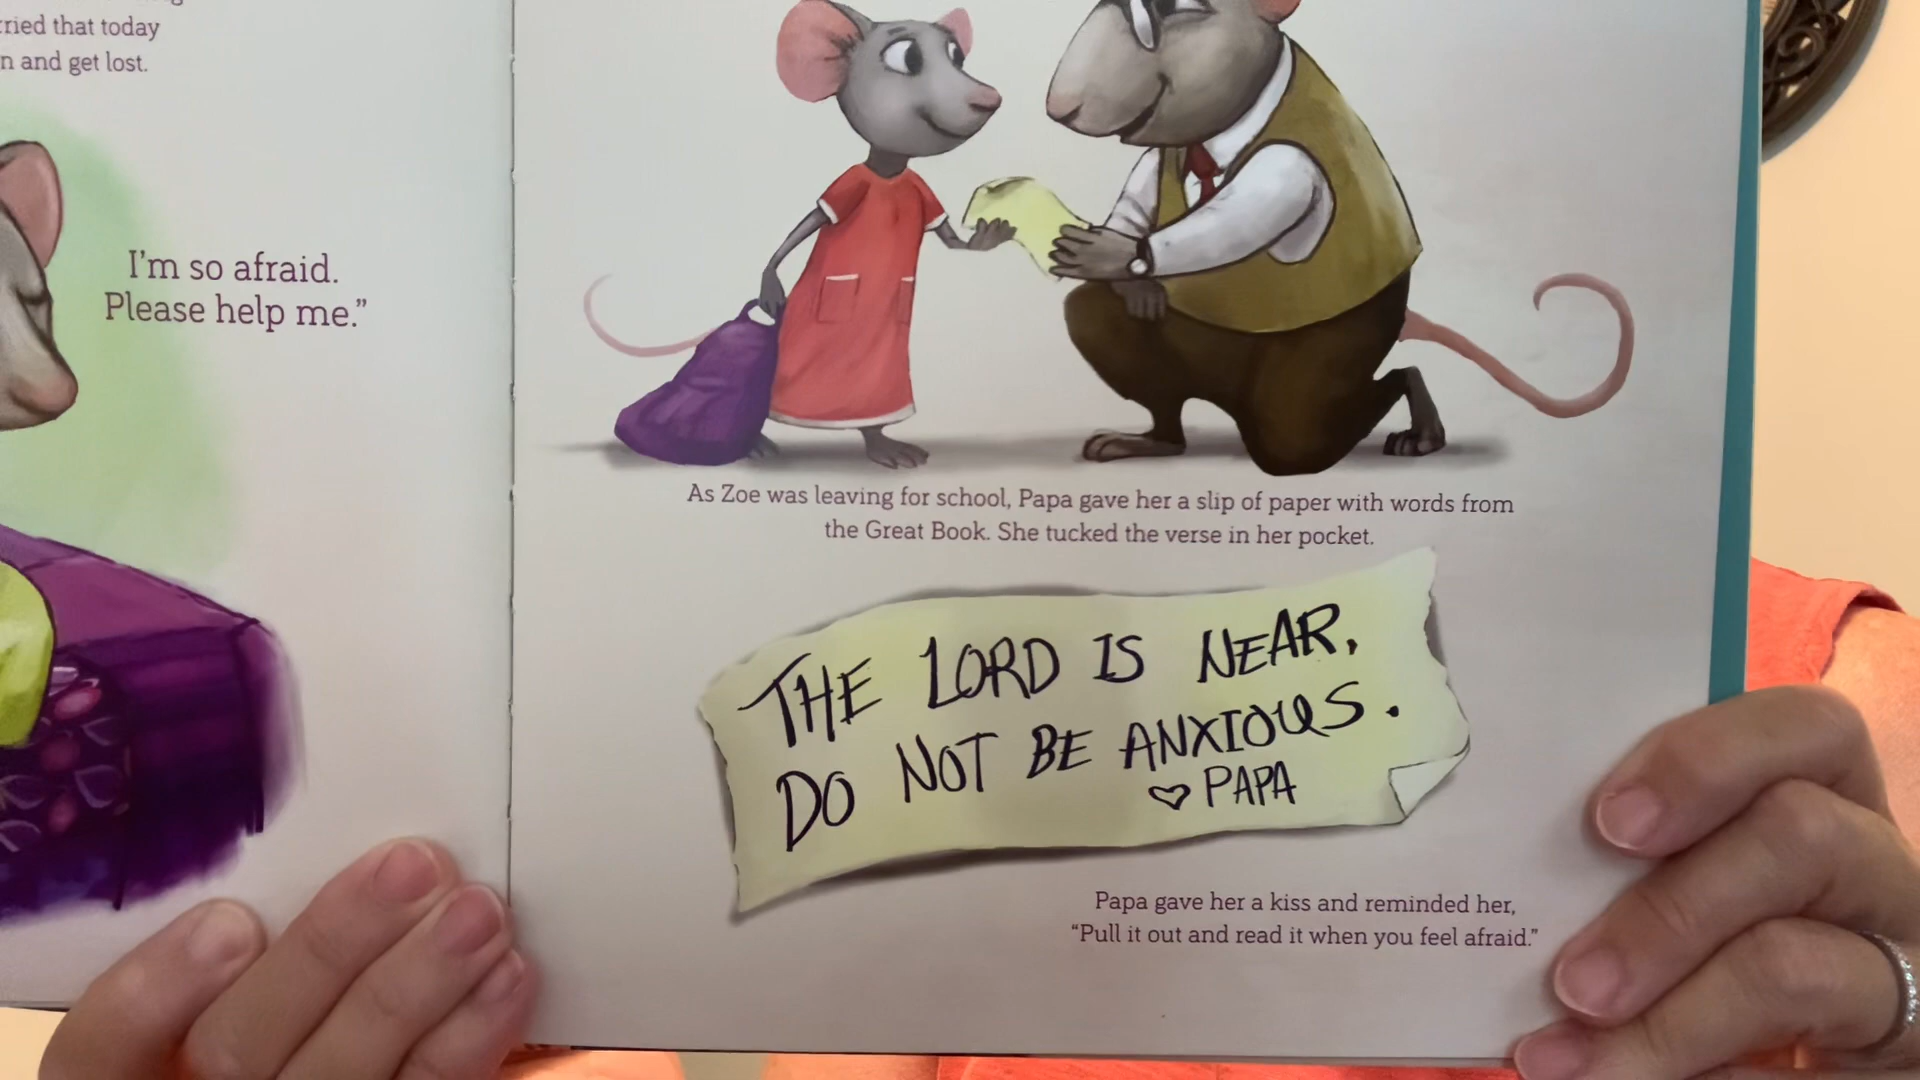 that today
and get lost.
I'm so afraid.
Please help me.”
As Zoe was leaving for school, Papa gave her a slip of paper with words from
the Great Book. She tucked the verse in her pocket.
THE LORD IS NEAR.
DO NOT BE ANXIOUS.
♡ PAPA
Papa gave her a kiss and reminded her,
“Pull it out and read it when you feel afraid.”